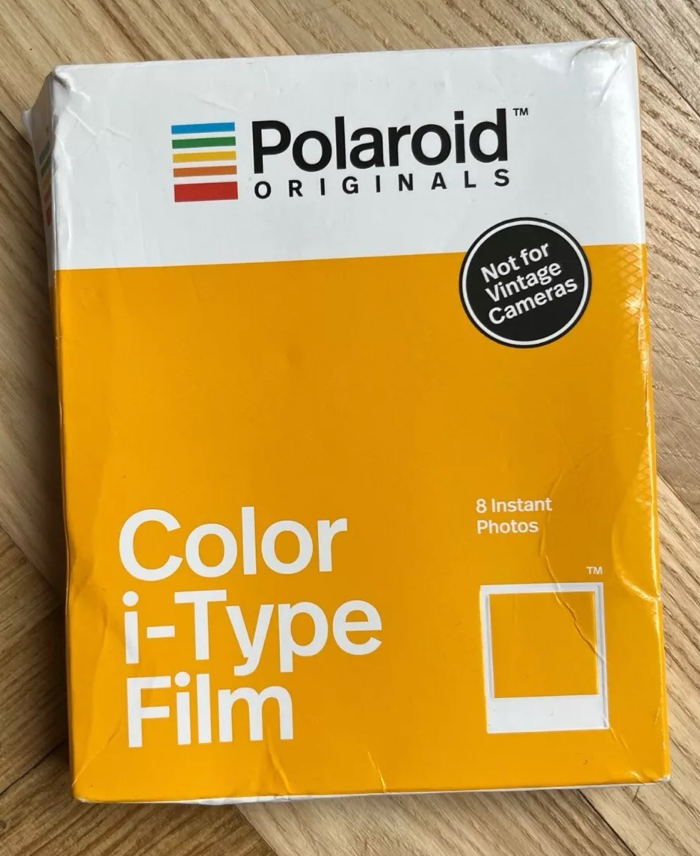 Polaroid™
ORIGINALS
Not for
Vintage
Cameras
8 Instant
Photos
Color
i-Type
Film
TM